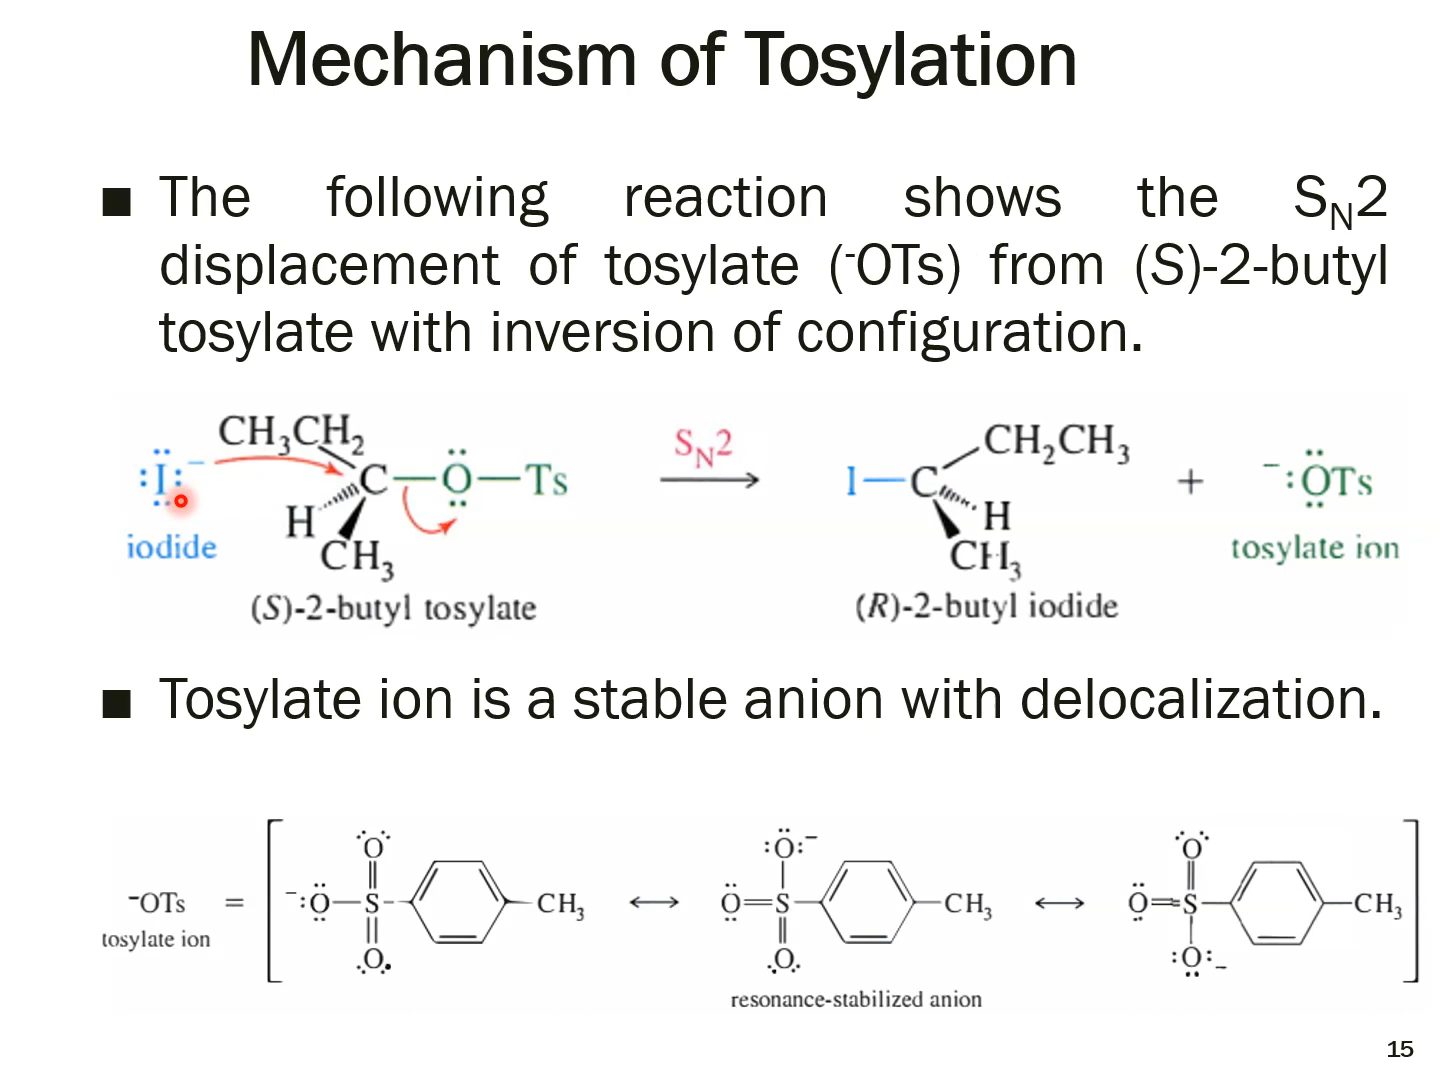 Mechanism of Tosylation
■ The following reaction shows the SN2
displacement of tosylate (-OTs) from (S)-2-butyl
tosylate with inversion of configuration.
CH3CH2
:I:− C—O—Ts
H
CH3
iodide
(S)-2-butyl tosylate
SN2
CH2CH3
I—C
H
CH3
(R)-2-butyl iodide
+
−:OTs
tosylate ion
■ Tosylate ion is a stable anion with delocalization.
−OTs =
tosylate ion
O
−:O—S CH3
O
↔
:O:−
O=S CH3
O
↔
O
O=S CH3
:O:−
resonance-stabilized anion
15